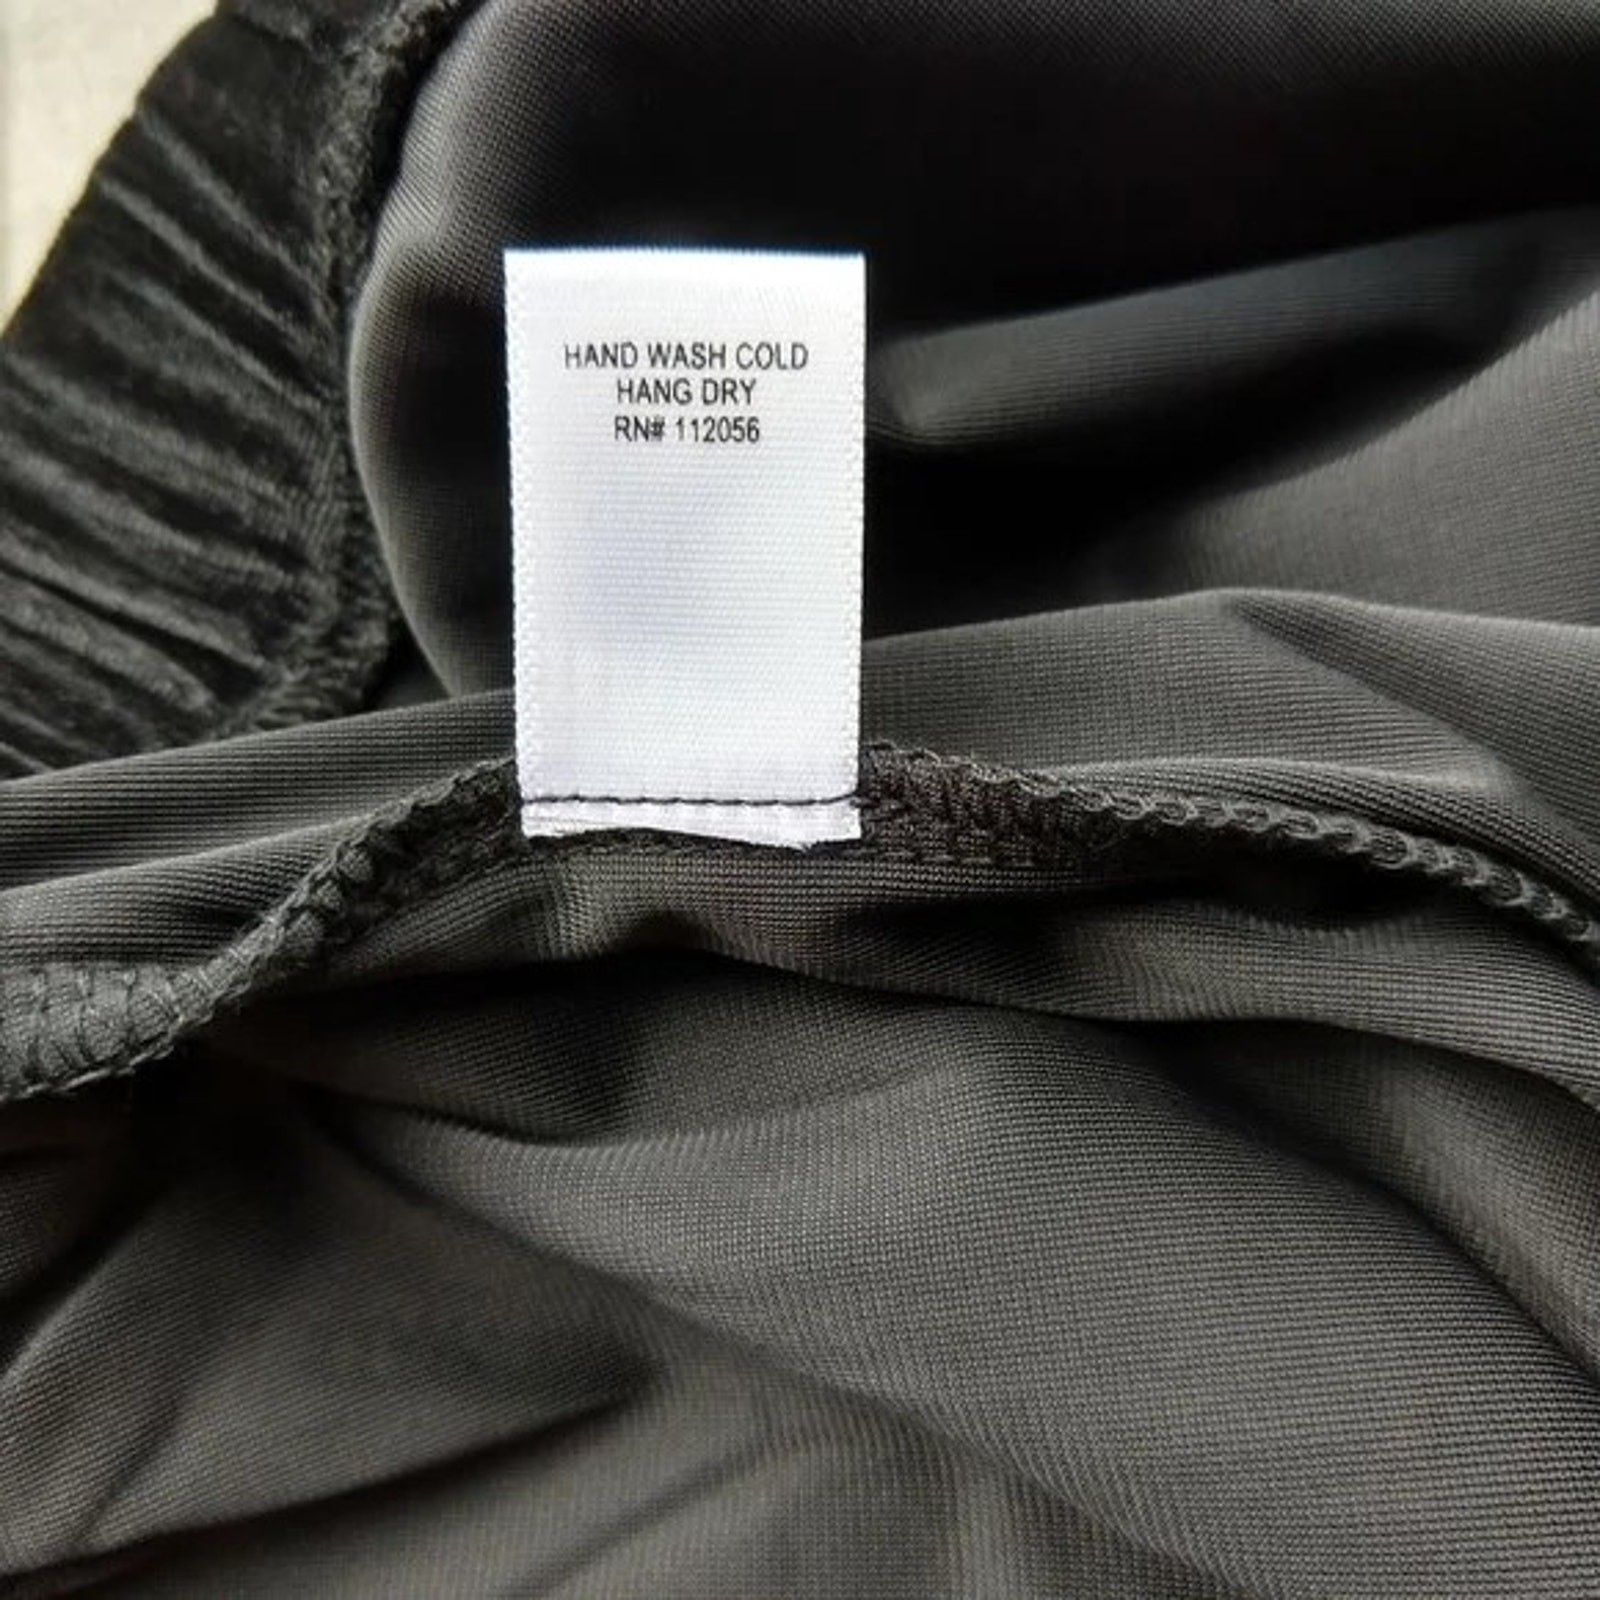 HAND WASH COLD
HANG DRY
RN# 112056